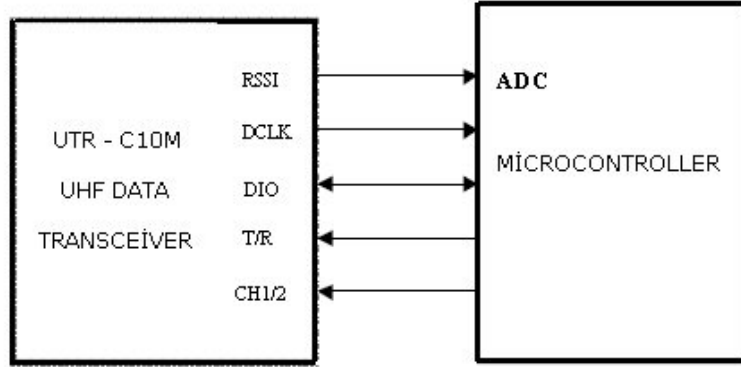 UTR - C10M
UHF DATA
TRANSCEİVER
RSSI
DCLK
DIO
T/R
CH1/2
ADC
MİCROCONTROLLER